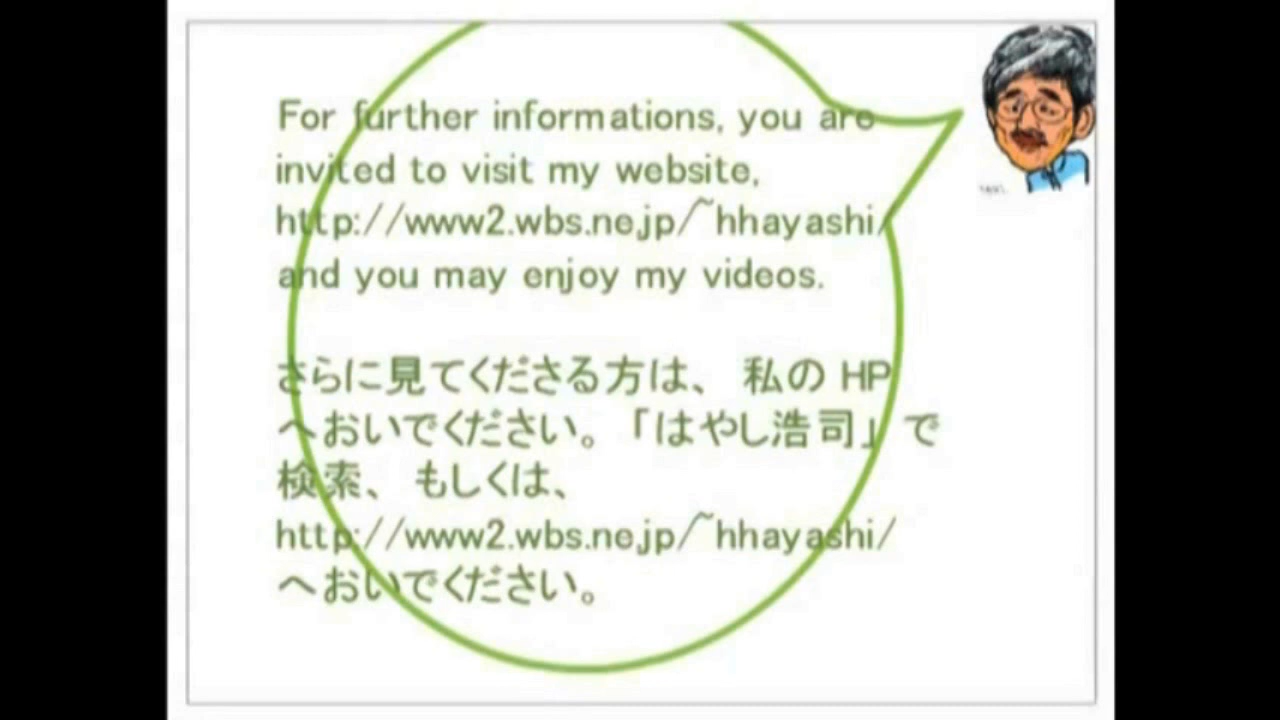 For further informations, you are
invited to visit my website,
http://www2.wbs.ne.jp/~hhayashi/
and you may enjoy my videos.
さらに見てくださる方は、 私の HP
へおいでください。「はやし浩司」で
検索、 もしくは、
http://www2.wbs.ne.jp/~hhayashi/
へおいでください。